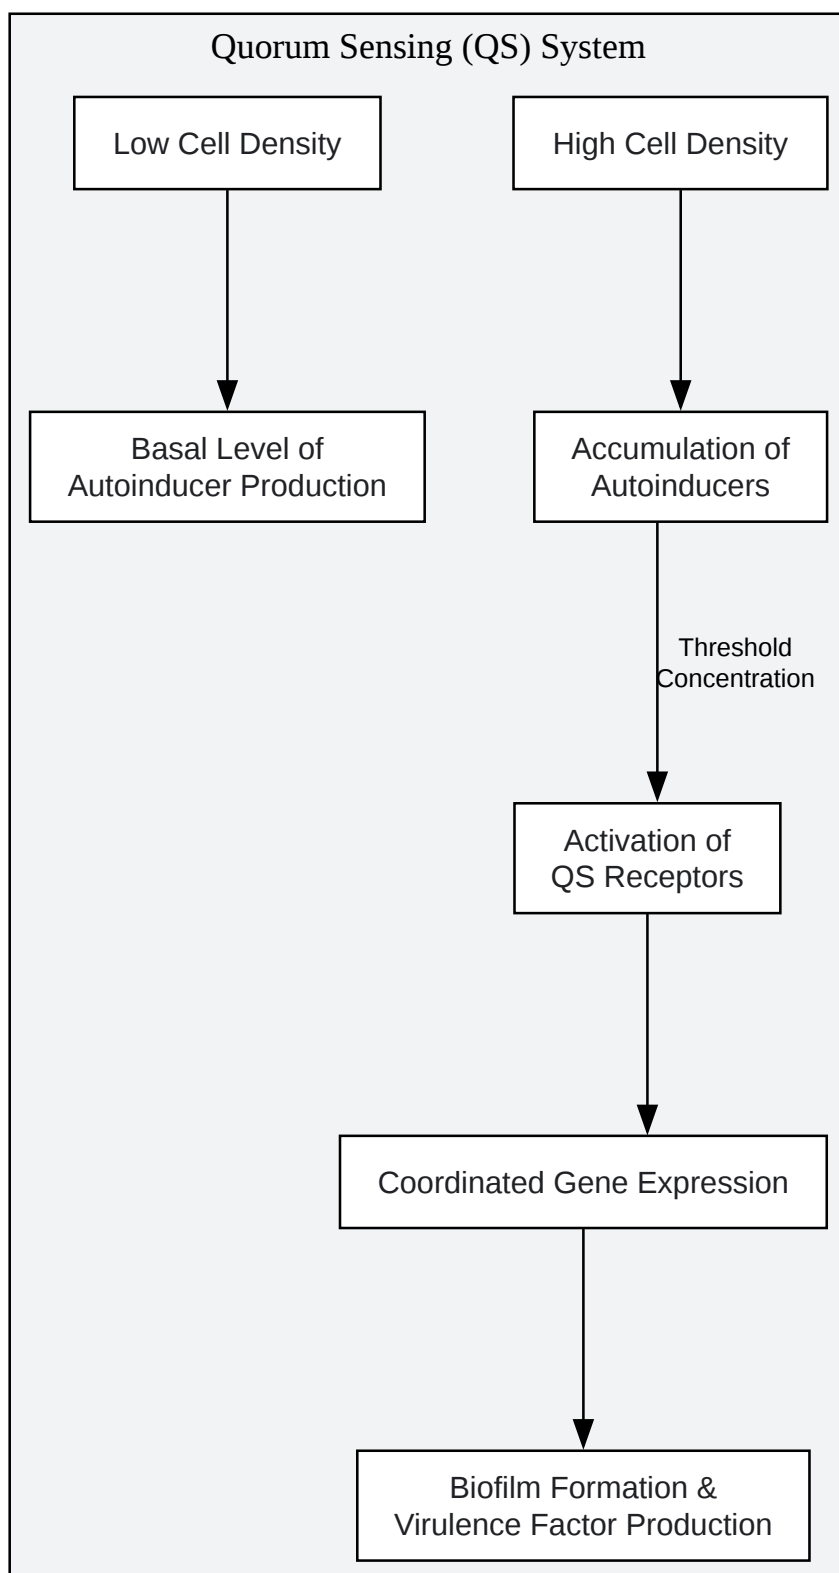 Quorum Sensing (QS) System
Low Cell Density
High Cell Density
Basal Level of
Autoinducer Production
Accumulation of
Autoinducers
Threshold
Concentration
Activation of
QS Receptors
Coordinated Gene Expression
Biofilm Formation &
Virulence Factor Production